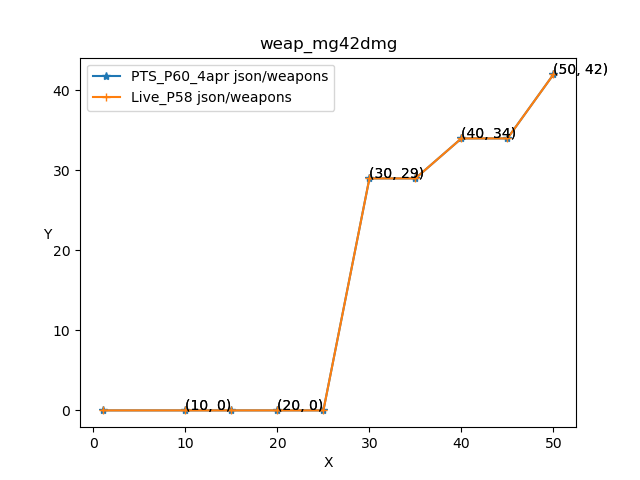 weap_mg42dmg
PTS_P60_4apr json/weapons
Live_P58 json/weapons
(50, 42)
(40, 34)
(30, 29)
(10, 0)
(20, 0)
Y
40
30
20
10
0
0 10 20 30 40 50
X